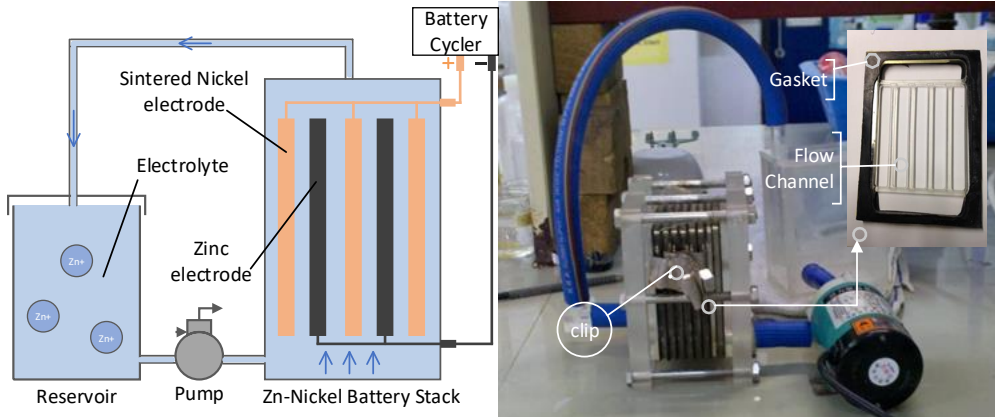 Battery
Cycler
+
−
Sintered Nickel
electrode
Electrolyte
Zinc
electrode
Zn+
Zn+
Zn+
Reservoir
Pump
Zn-Nickel Battery Stack
Gasket
Flow
Channel
clip